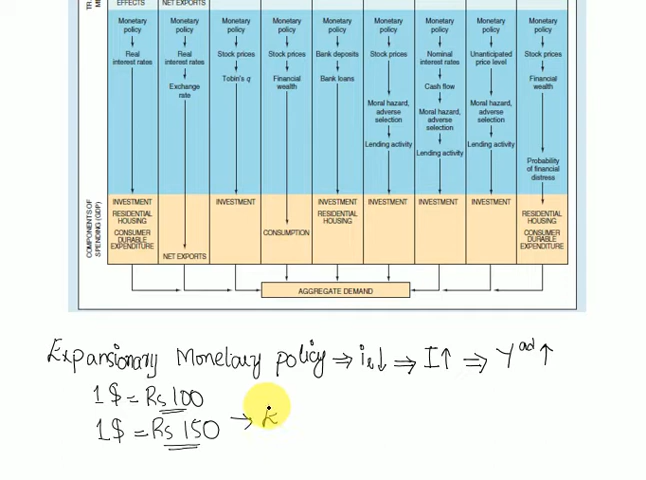 EFFECTS NET EXPORTS
Monetary policy Monetary policy Monetary policy Monetary policy Monetary policy Monetary policy Monetary policy Monetary policy Monetary policy
Real interest rates Real interest rates Stock prices Stock prices Bank deposits Stock prices Nominal interest rates Unanticipated price level Stock prices
Exchange rate Tobin's q Financial wealth Bank loans Cash flow Financial wealth
Moral hazard, adverse selection Moral hazard, adverse selection Moral hazard, adverse selection
Lending activity Lending activity Lending activity
Probability of financial distress
COMPONENTS OF SPENDING (GDP)
INVESTMENT INVESTMENT INVESTMENT INVESTMENT INVESTMENT INVESTMENT
RESIDENTIAL HOUSING RESIDENTIAL HOUSING RESIDENTIAL HOUSING
CONSUMER DURABLE EXPENDITURE CONSUMPTION CONSUMER DURABLE EXPENDITURE
NET EXPORTS
AGGREGATE DEMAND
Expansionary Monetary policy ⇒ ir↓ ⇒ I↑ ⇒ Y^ad ↑
1$ = Rs 100
1$ = Rs 150 →